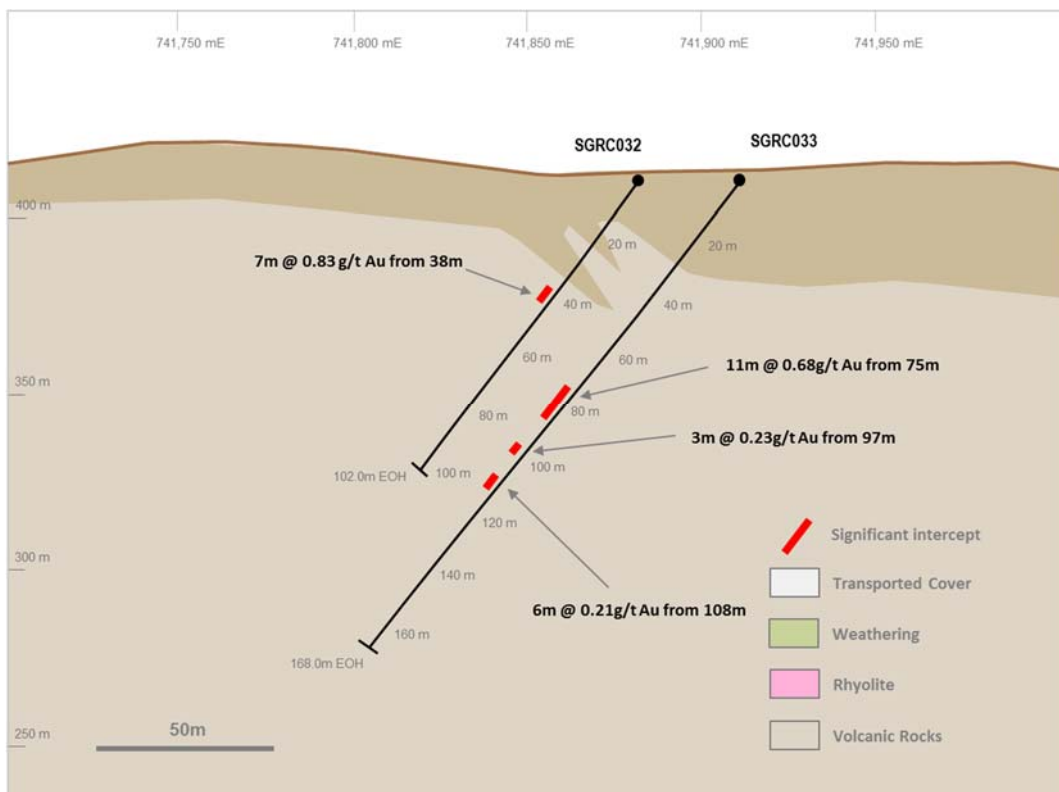 741,750 mE
741,800 mE
741,850 mE
741,900 mE
741,950 mE
SGRC032
SGRC033
400 m
20 m
20 m
7m @ 0.83 g/t Au from 38m
40 m
40 m
60 m
60 m
11m @ 0.68g/t Au from 75m
350 m
80 m
80 m
3m @ 0.23g/t Au from 97m
102.0m EOH
100 m
100 m
120 m
Significant intercept
300 m
140 m
Transported Cover
6m @ 0.21g/t Au from 108m
160 m
Weathering
168.0m EOH
Rhyolite
50m
250 m
Volcanic Rocks